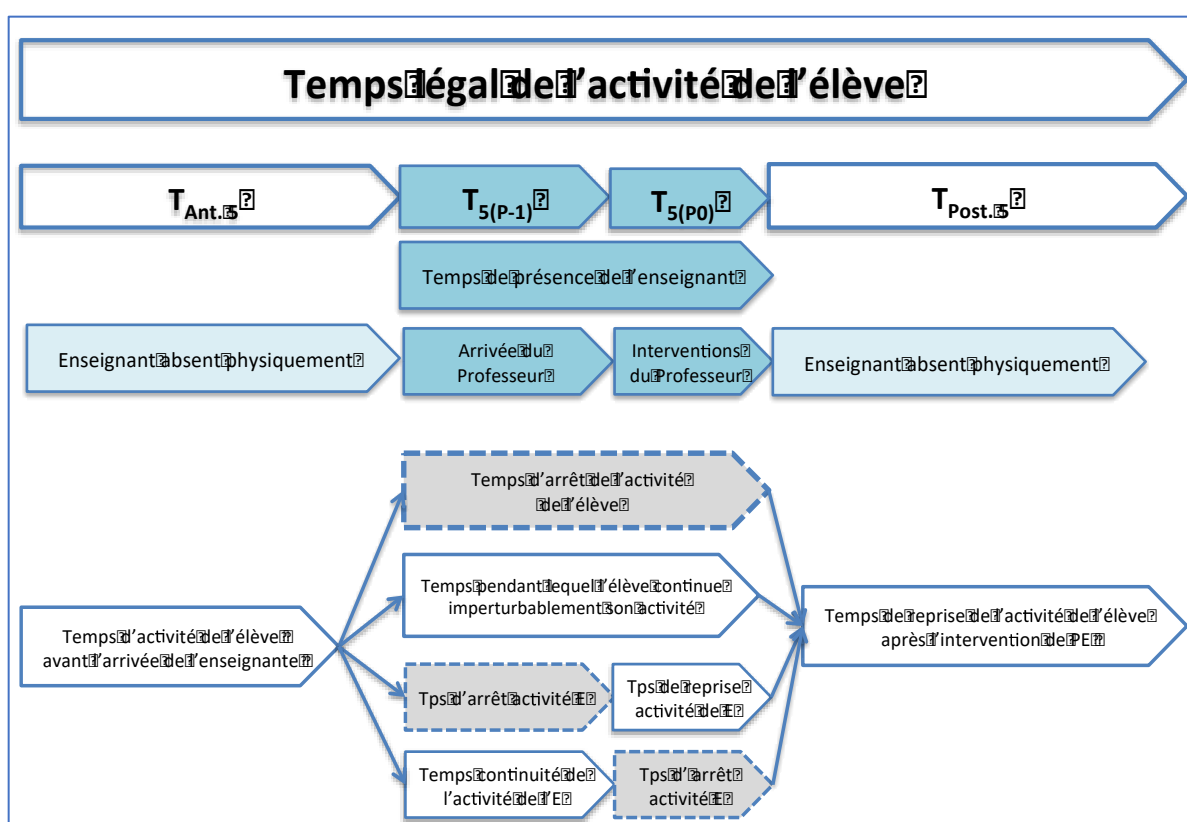 Temps légal de l'activité de l'élève
T Ant. 5
T 5(P-1)
T 5(P0)
T Post. 5
Temps de présence de l'enseignant
Enseignant absent physiquement
Arrivée du
Professeur
Interventions
du Professeur
Enseignant absent physiquement
Temps d'arrêt de l'activité
de l'élève
Temps pendant lequel l'élève continue
imperturbablement son activité
Temps d'activité de l'élève
avant l'arrivée de l'enseignante
Temps de reprise de l'activité de l'élève
après l'intervention de PE
Tps d'arrêt activité E
Tps de reprise
activité de E
Temps continuité de
l'activité de l'E
Tps d' arrêt
activité E